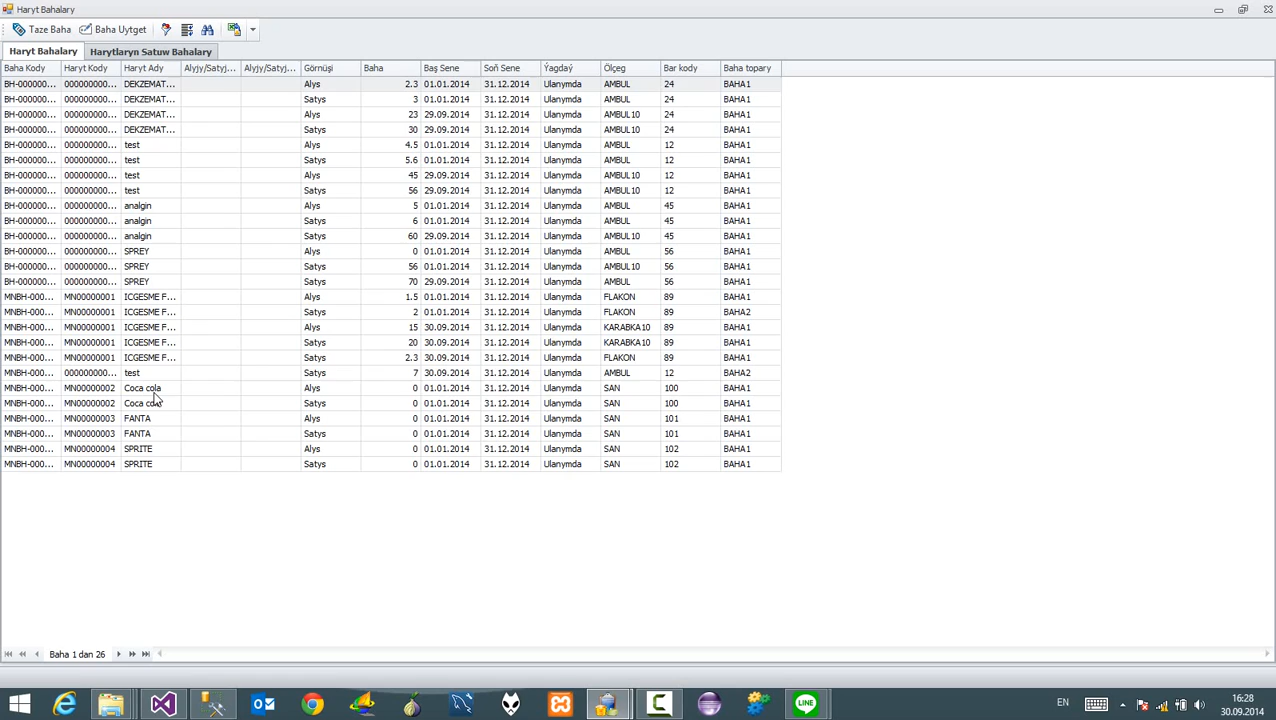 Haryt Bahalary
Taze Baha Baha Uytget
Haryt Bahalary Harytlaryn Satuw Bahalary
Baha Kody Haryt Kody Haryt Ady Alyjy/Satyj... Alyjy/Satyj... Görnüşi Baha Baş Sene Soň Sene Ýagdaý Ölçeg Bar kody Baha topary
BH-000000... 000000000... DEKZEMAT... Alys 2.3 01.01.2014 31.12.2014 Ulanymda AMBUL 24 BAHA1
BH-000000... 000000000... DEKZEMAT... Satys 3 01.01.2014 31.12.2014 Ulanymda AMBUL 24 BAHA1
BH-000000... 000000000... DEKZEMAT... Alys 23 29.09.2014 31.12.2014 Ulanymda AMBUL10 24 BAHA1
BH-000000... 000000000... DEKZEMAT... Satys 30 29.09.2014 31.12.2014 Ulanymda AMBUL10 24 BAHA1
BH-000000... 000000000... test Alys 4.5 01.01.2014 31.12.2014 Ulanymda AMBUL 12 BAHA1
BH-000000... 000000000... test Satys 5.6 01.01.2014 31.12.2014 Ulanymda AMBUL 12 BAHA1
BH-000000... 000000000... test Alys 45 29.09.2014 31.12.2014 Ulanymda AMBUL10 12 BAHA1
BH-000000... 000000000... test Satys 56 29.09.2014 31.12.2014 Ulanymda AMBUL10 12 BAHA1
BH-000000... 000000000... analgin Alys 5 01.01.2014 31.12.2014 Ulanymda AMBUL 45 BAHA1
BH-000000... 000000000... analgin Satys 6 01.01.2014 31.12.2014 Ulanymda AMBUL 45 BAHA1
BH-000000... 000000000... analgin Satys 60 29.09.2014 31.12.2014 Ulanymda AMBUL10 45 BAHA1
BH-000000... 000000000... SPREY Alys 0 01.01.2014 31.12.2014 Ulanymda AMBUL 56 BAHA1
BH-000000... 000000000... SPREY Satys 56 01.01.2014 31.12.2014 Ulanymda AMBUL10 56 BAHA1
BH-000000... 000000000... SPREY Satys 70 29.09.2014 31.12.2014 Ulanymda AMBUL 56 BAHA1
MNBH-000... MN00000001 ICGESME F... Alys 1.5 01.01.2014 31.12.2014 Ulanymda FLAKON 89 BAHA1
MNBH-000... MN00000001 ICGESME F... Satys 2 01.01.2014 31.12.2014 Ulanymda FLAKON 89 BAHA2
MNBH-000... MN00000001 ICGESME F... Alys 15 30.09.2014 31.12.2014 Ulanymda KARABKA10 89 BAHA1
MNBH-000... MN00000001 ICGESME F... Satys 20 30.09.2014 31.12.2014 Ulanymda KARABKA10 89 BAHA1
MNBH-000... MN00000001 ICGESME F... Satys 2.3 30.09.2014 31.12.2014 Ulanymda FLAKON 89 BAHA1
MNBH-000... 000000000... test Satys 7 30.09.2014 31.12.2014 Ulanymda AMBUL 12 BAHA2
MNBH-000... MN00000002 Coca cola Alys 0 01.01.2014 31.12.2014 Ulanymda SAN 100 BAHA1
MNBH-000... MN00000002 Coca cola Satys 0 01.01.2014 31.12.2014 Ulanymda SAN 100 BAHA1
MNBH-000... MN00000003 FANTA Alys 0 01.01.2014 31.12.2014 Ulanymda SAN 101 BAHA1
MNBH-000... MN00000003 FANTA Satys 0 01.01.2014 31.12.2014 Ulanymda SAN 101 BAHA1
MNBH-000... MN00000004 SPRITE Alys 0 01.01.2014 31.12.2014 Ulanymda SAN 102 BAHA1
MNBH-000... MN00000004 SPRITE Satys 0 01.01.2014 31.12.2014 Ulanymda SAN 102 BAHA1
Baha 1 dan 26
EN 16:28
30.09.2014
LINE